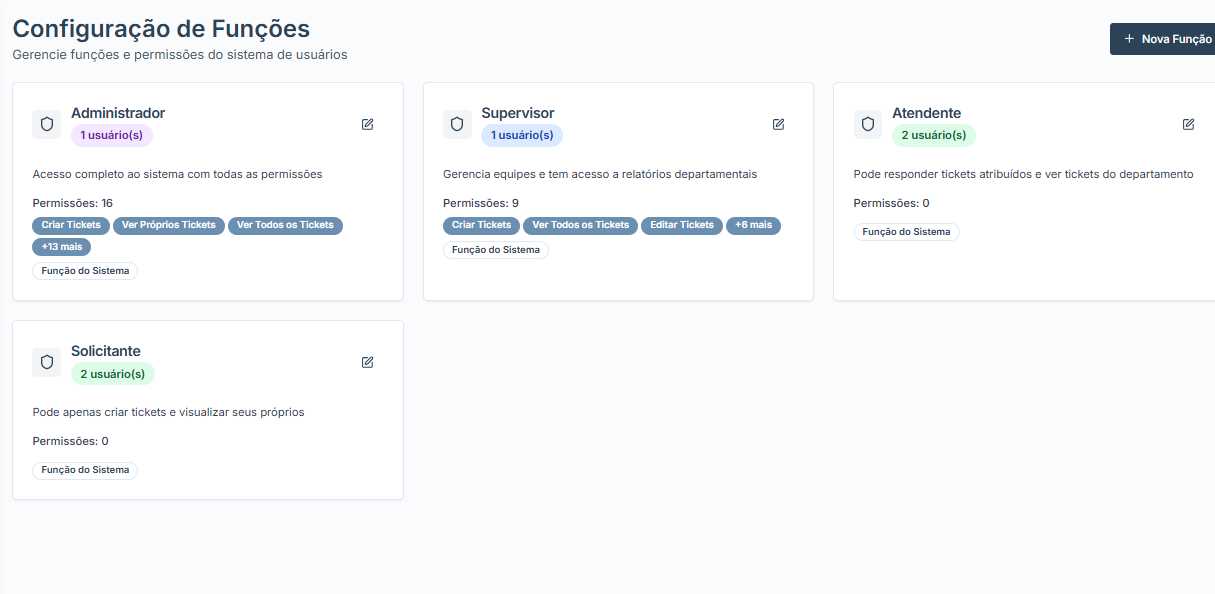 Configuração de Funções
Gerencie funções e permissões do sistema de usuários
Nova Função
Administrador
1 usuário(s)
Acesso completo ao sistema com todas as permissões
Permissões: 16
Criar Tickets Ver Próprios Tickets Ver Todos os Tickets
+13 mais
Função do Sistema
Supervisor
1 usuário(s)
Gerencia equipes e tem acesso a relatórios departamentais
Permissões: 9
Criar Tickets Ver Todos os Tickets Editar Tickets +6 mais
Função do Sistema
Atendente
2 usuário(s)
Pode responder tickets atribuídos e ver tickets do departamento
Permissões: 0
Função do Sistema
Solicitante
2 usuário(s)
Pode apenas criar tickets e visualizar seus próprios
Permissões: 0
Função do Sistema